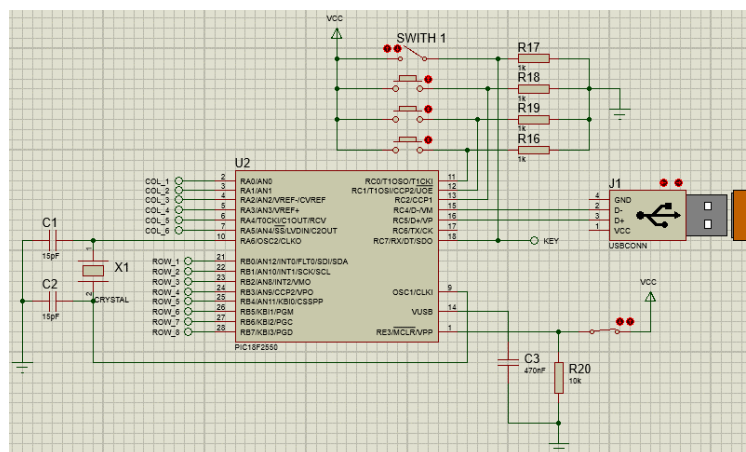 VCC
SWITH 1
R17
1k
R18
1k
R19
1k
R16
1k
U2
COL_1 2 RA0/AN0
COL_2 3 RA1/AN1
COL_3 4 RA2/AN2/VREF-/CVREF
COL_4 5 RA3/AN3/VREF+
COL_5 6 RA4/T0CKI/C1OUT/RCV
COL_6 7 RA5/AN4/SS/LVDIN/C2OUT
10 RA6/OSC2/CLKO
ROW_1 21 RB0/AN12/INT0/FLT0/SDI/SDA
ROW_2 22 RB1/AN10/INT1/SCK/SCL
ROW_3 23 RB2/AN8/INT2/VMO
ROW_4 24 RB3/AN9/CCP2/VPO
ROW_5 25 RB4/AN11/KBI0/CSSPP
ROW_6 26 RB5/KBI1/PGM
ROW_7 27 RB6/KBI2/PGC
ROW_8 28 RB7/KBI3/PGD
RC0/T1OSO/T1CKI 11
RC1/T1OSI/CCP2/UOE 12
RC2/CCP1 13
RC4/D-/VM 15
RC5/D+/VP 16
RC6/TX/CK 17
RC7/RX/DT/SDO 18
KEY
OSC1/CLKI 9
VUSB 14
RE3/MCLR/VPP 1
PIC18F2550
J1
4 GND
2 D-
3 D+
1 VCC
USBCONN
C1
15pF
X1
1
2
CRYSTAL
C2
15pF
VCC
C3
470nF
R20
10k